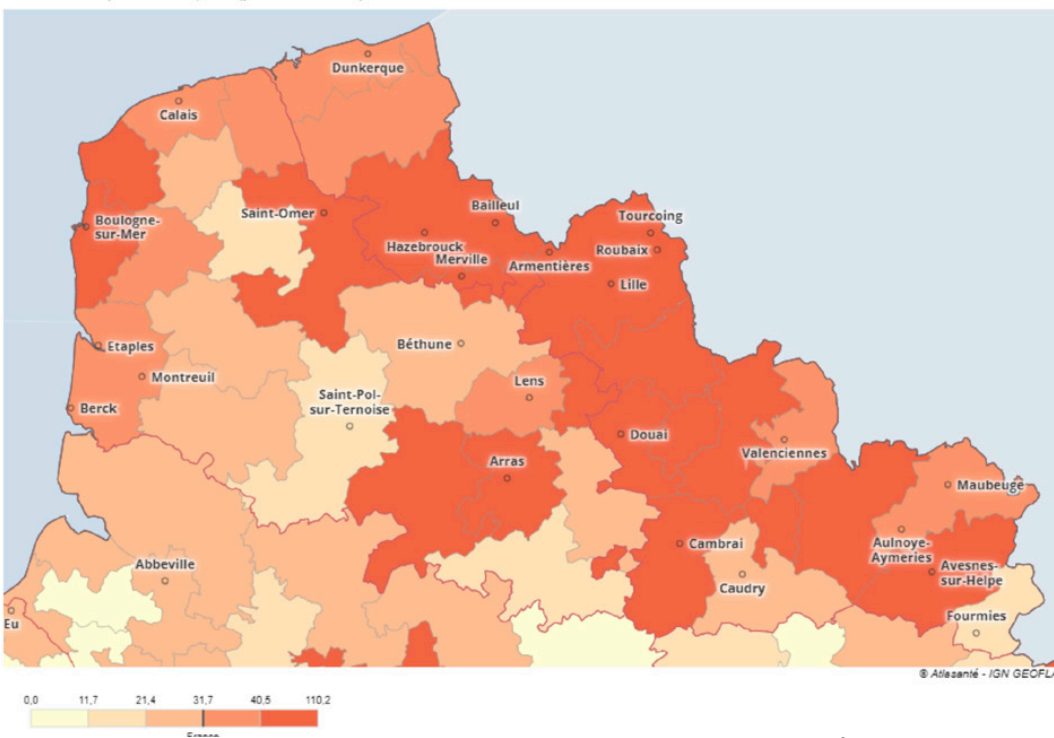 Dunkerque
Calais
Boulogne-
sur-Mer
Saint-Omer
Bailleul
Hazebrouck
Merville
Armentières
Tourcoing
Roubaix
Lille
Etaples
Montreuil
Berck
Béthune
Lens
Saint-Pol-
sur-Ternoise
Douai
Valenciennes
Arras
Maubeuge
Cambrai
Aulnoye-
Aymeries
Avesnes-
sur-Helpe
Caudry
Fourmies
Abbeville
Eu
© Atlasanté - IGN GEOFLA
0,0 11,7 21,4 31,7 40,5 110,2
France